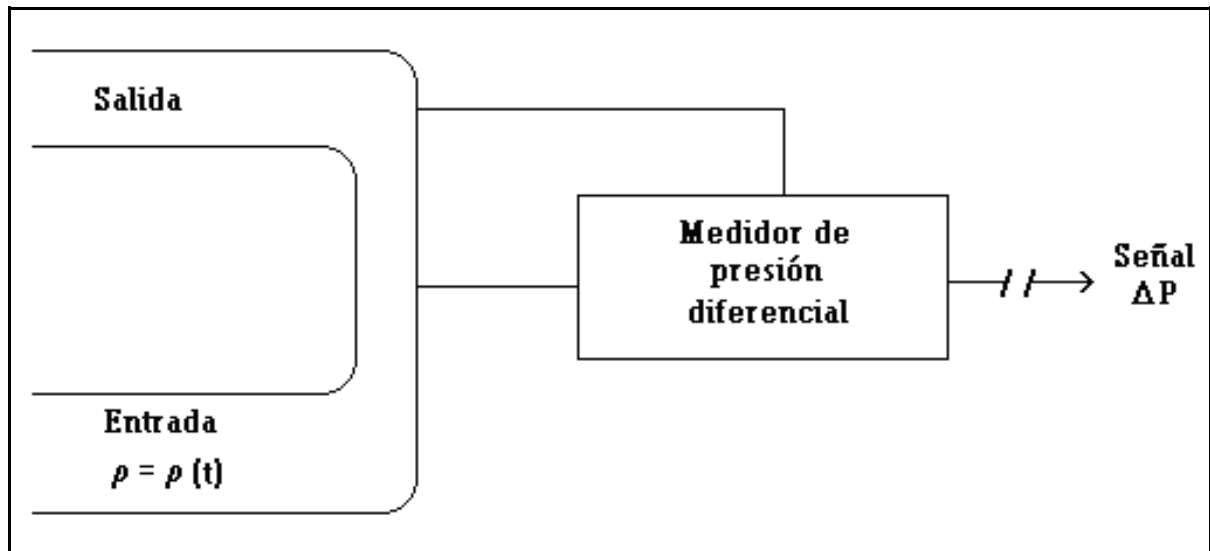 Salida
Medidor de
presión
diferencial
Señal
ΔP
Entrada
ρ = ρ (t)